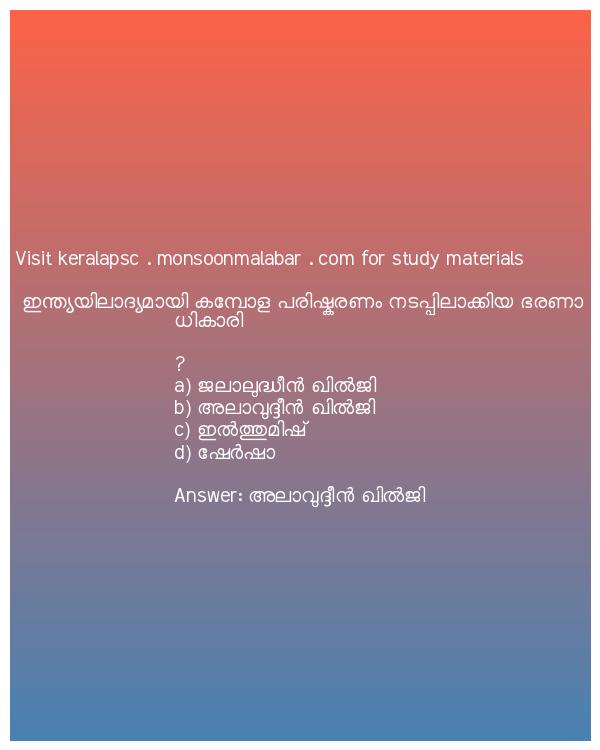 Visit keralapsc . monsoonmalabar . com for study materials
ഇന്ത്യയിലാദ്യമായി കമ്പോള പരിഷ്കരണം നടപ്പിലാക്കിയ ഭരണാ
ധികാരി
?
a) ജലാലുദ്ധീൻ ഖിൽജി
b) അലാവുദ്ദീൻ ഖിൽജി
c) ഇൽത്തുമിഷ്
d) ഷേർഷാ
Answer: അലാവുദ്ദീൻ ഖിൽജി